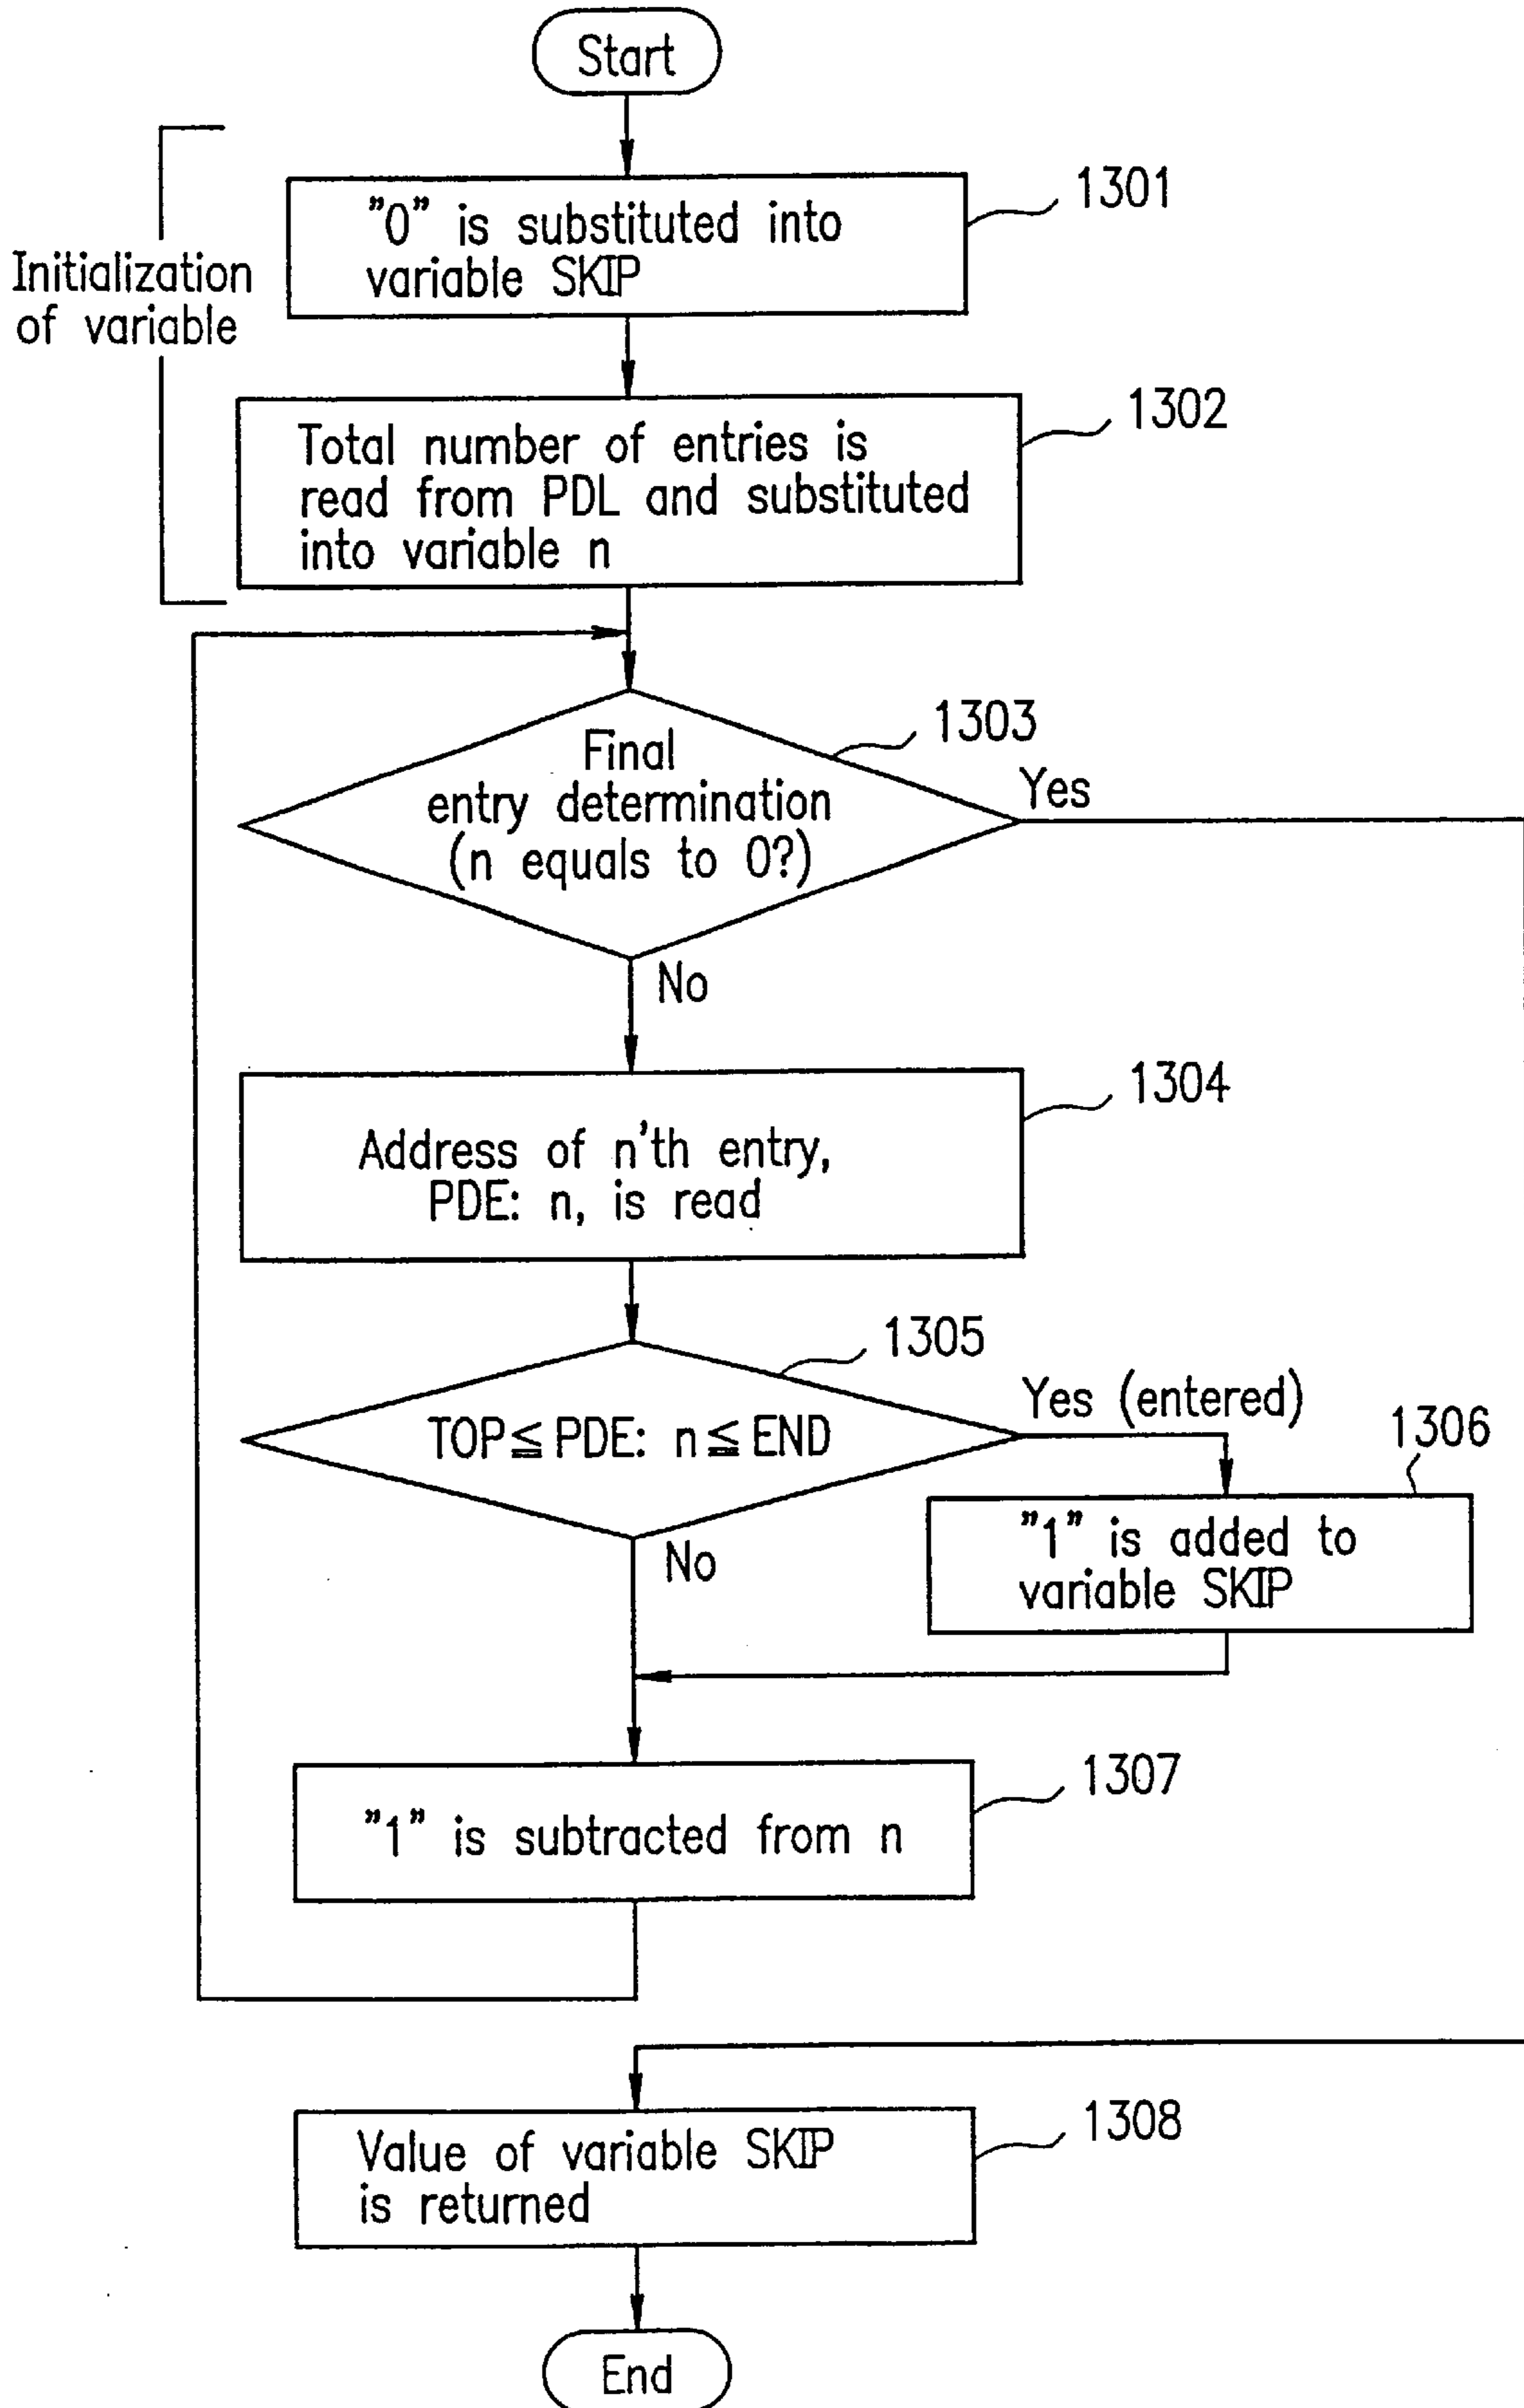 Start
1301
"0" is substituted into
variable SKIP
Initialization
of variable
1302
Total number of entries is
read from PDL and substituted
into variable n
1303
Final
entry determination
(n equals to 0?)
Yes
No
1304
Address of n'th entry,
PDE: n, is read
1305
TOP≦PDE: n≦END
Yes (entered)
1306
"1" is added to
variable SKIP
No
1307
"1" is subtracted from n
1308
Value of variable SKIP
is returned
End